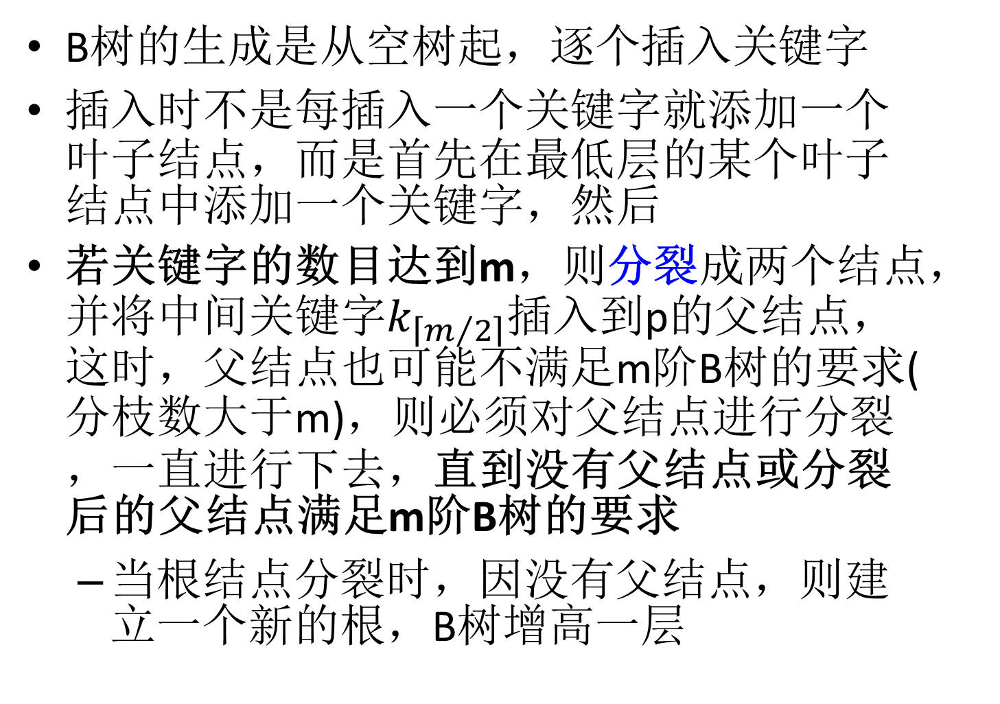 • B树的生成是从空树起，逐个插入关键字
• 插入时不是每插入一个关键字就添加一个
叶子结点，而是首先在最低层的某个叶子
结点中添加一个关键字，然后
• 若关键字的数目达到m，则分裂成两个结点，
并将中间关键字k⌈m/2⌉插入到p的父结点，
这时，父结点也可能不满足m阶B树的要求(
分枝数大于m)，则必须对父结点进行分裂
，一直进行下去，直到没有父结点或分裂
后的父结点满足m阶B树的要求
– 当根结点分裂时，因没有父结点，则建
立一个新的根，B树增高一层